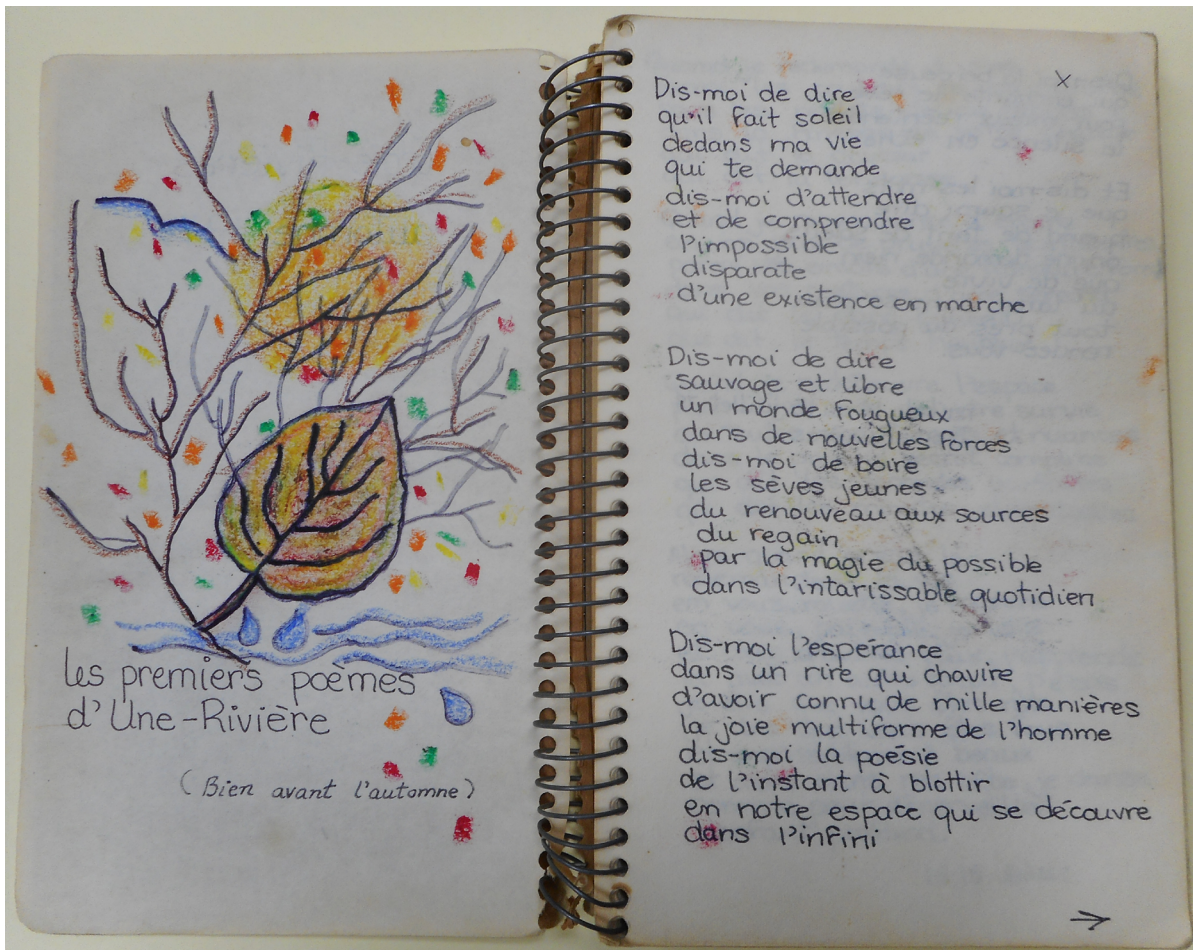 les premiers poèmes
d'Une-Rivière
(Bien avant l'automne)
x
Dis-moi de dire
qu'il fait soleil
dedans ma vie
qui te demande
dis-moi d'attendre
et de comprendre
l'impossible
disparate
d'une existence en marche
Dis-moi de dire
sauvage et libre
un monde fougueux
dans de nouvelles forces
dis-moi de boire
les sèves jeunes
du renouveau aux sources
du regain
par la magie du possible
dans l'intarissable quotidien
Dis-moi l'espérance
dans un rire qui chavire
d'avoir connu de mille manières
la joie multiforme de l'homme
dis-moi la poésie
de l'instant à blottir
en notre espace qui se découvre
dans l'infini
→